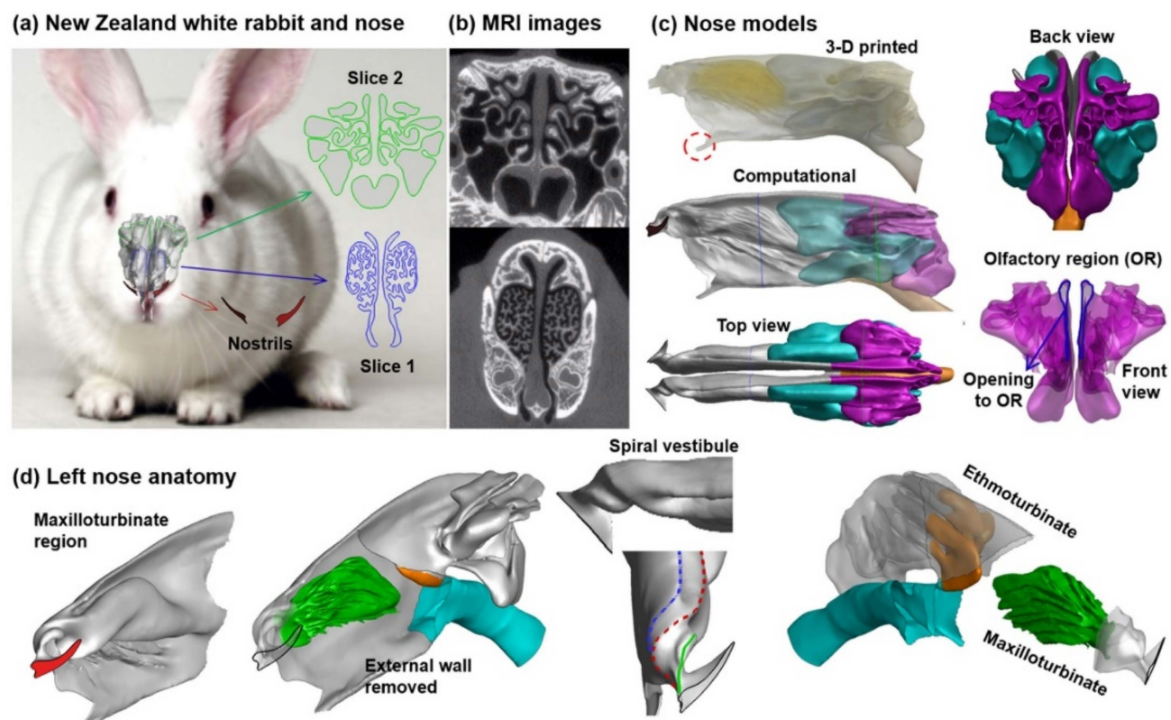 (a) New Zealand white rabbit and nose
Slice 2
Nostrils
Slice 1
(b) MRI images
(c) Nose models
3-D printed
Computational
Top view
Back view
Olfactory region (OR)
Opening
to OR
Front
view
(d) Left nose anatomy
Maxilloturbinate
region
External wall
removed
Spiral vestibule
Ethmoturbinate
Maxilloturbinate